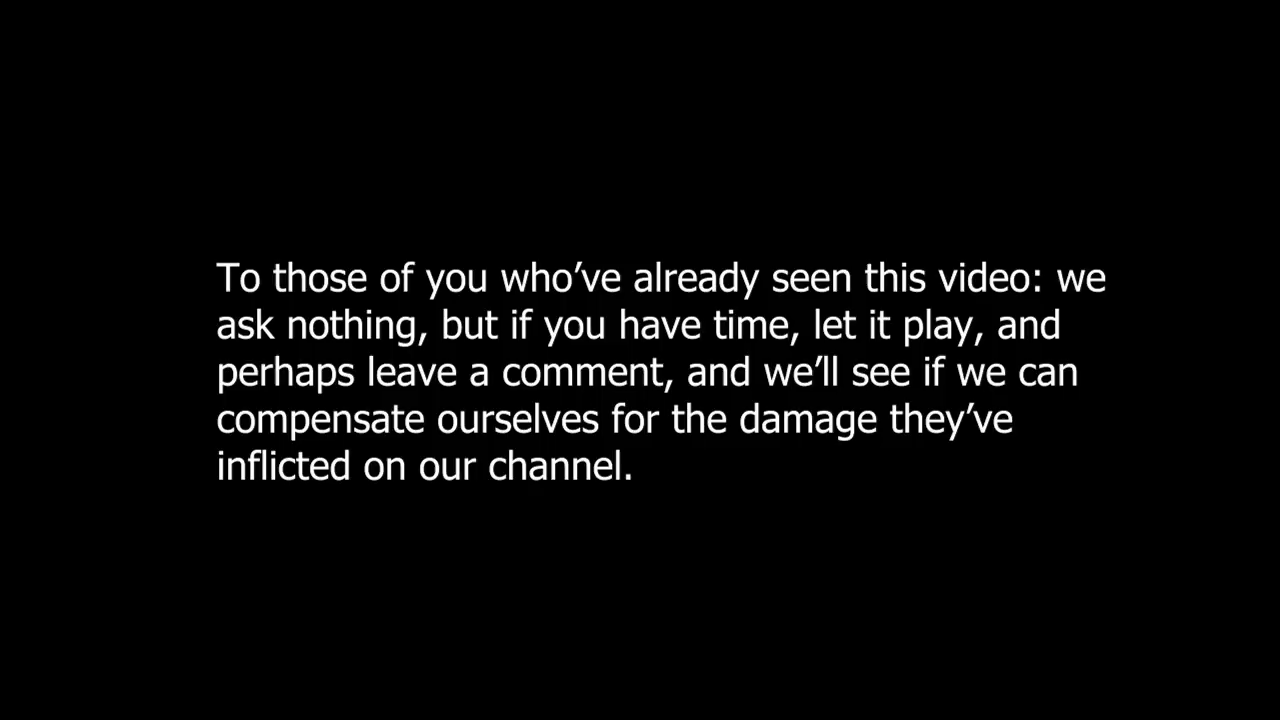 To those of you who’ve already seen this video: we
ask nothing, but if you have time, let it play, and
perhaps leave a comment, and we’ll see if we can
compensate ourselves for the damage they’ve
inflicted on our channel.